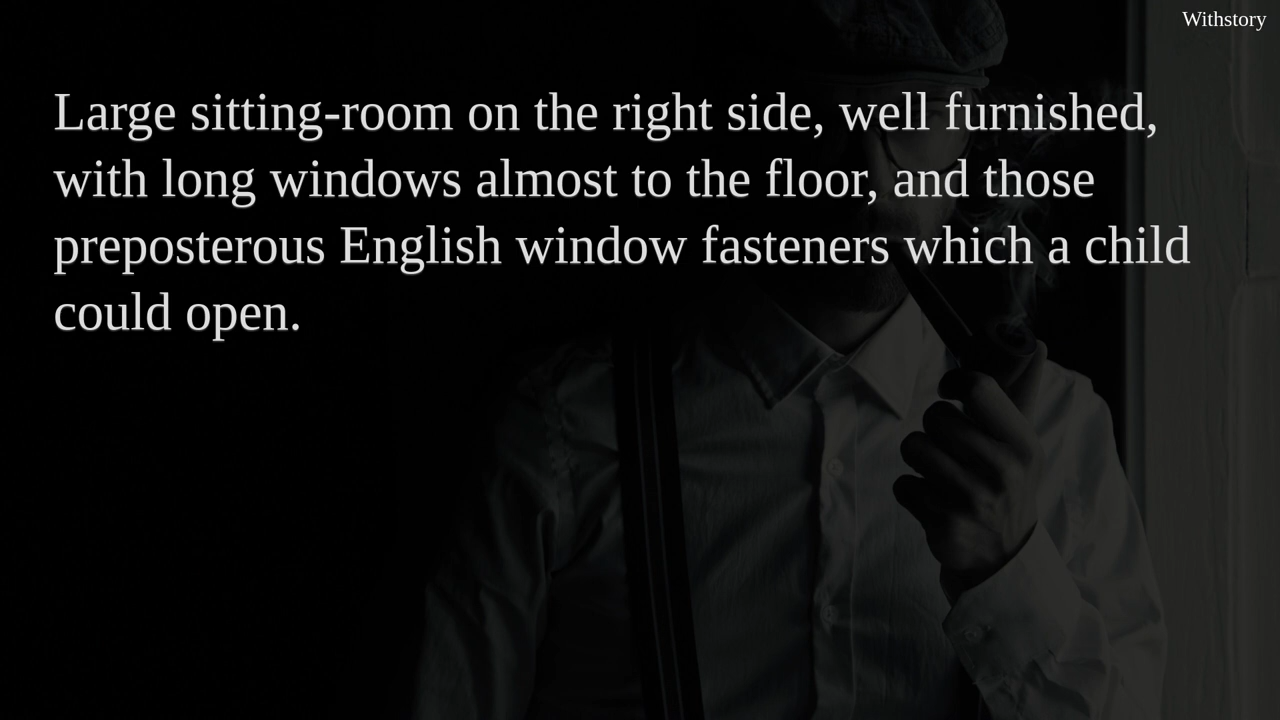 Withstory
Large sitting-room on the right side, well furnished,
with long windows almost to the floor, and those
preposterous English window fasteners which a child
could open.